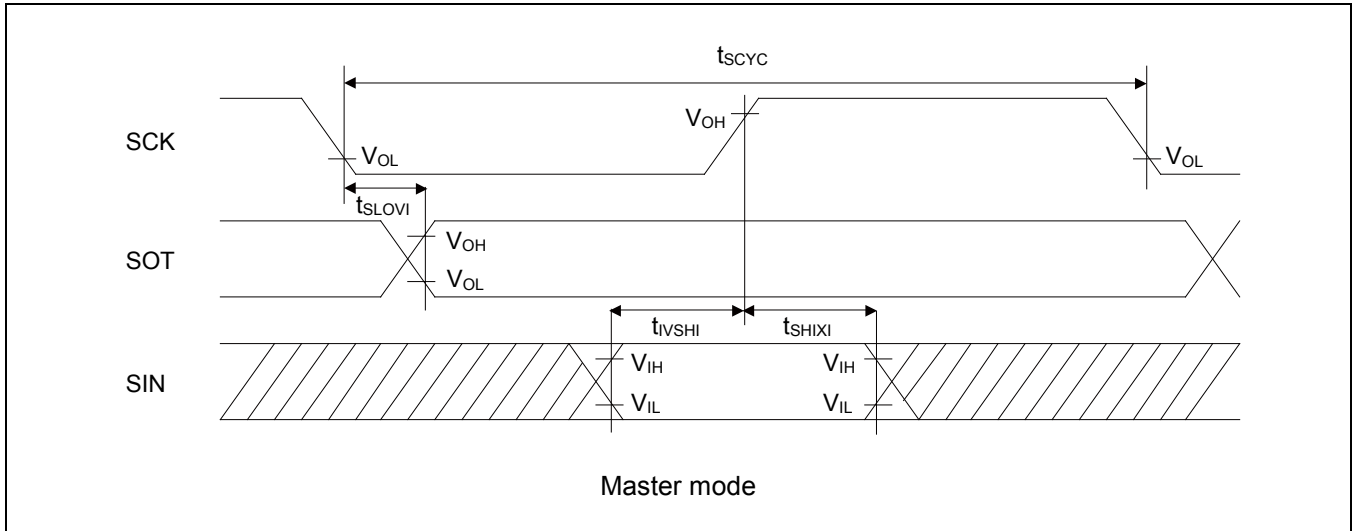 tSCYC
SCK
VOH
VOL
VOL
tSLOVI
SOT
VOH
VOL
tIVSHI
tSHIXI
SIN
VIH
VIH
VIL
VIL
Master mode